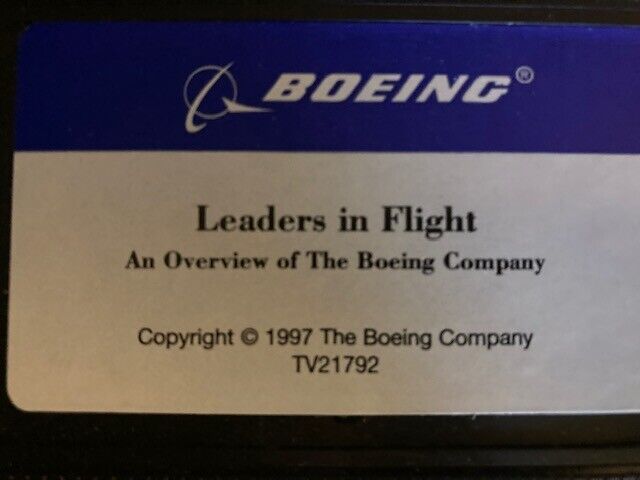 BOEING®
Leaders in Flight
An Overview of The Boeing Company
Copyright © 1997 The Boeing Company
TV21792